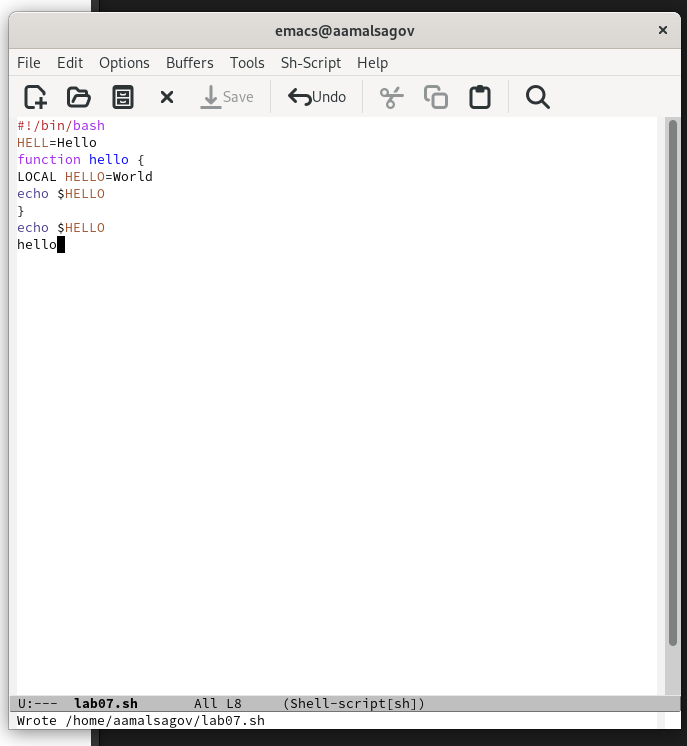 emacs@aamalsagov
File Edit Options Buffers Tools Sh-Script Help
Save Undo
#!/bin/bash
HELL=Hello
function hello {
LOCAL HELLO=World
echo $HELLO
}
echo $HELLO
hello
U:--- lab07.sh All L8 (Shell-script[sh])
Wrote /home/aamalsagov/lab07.sh